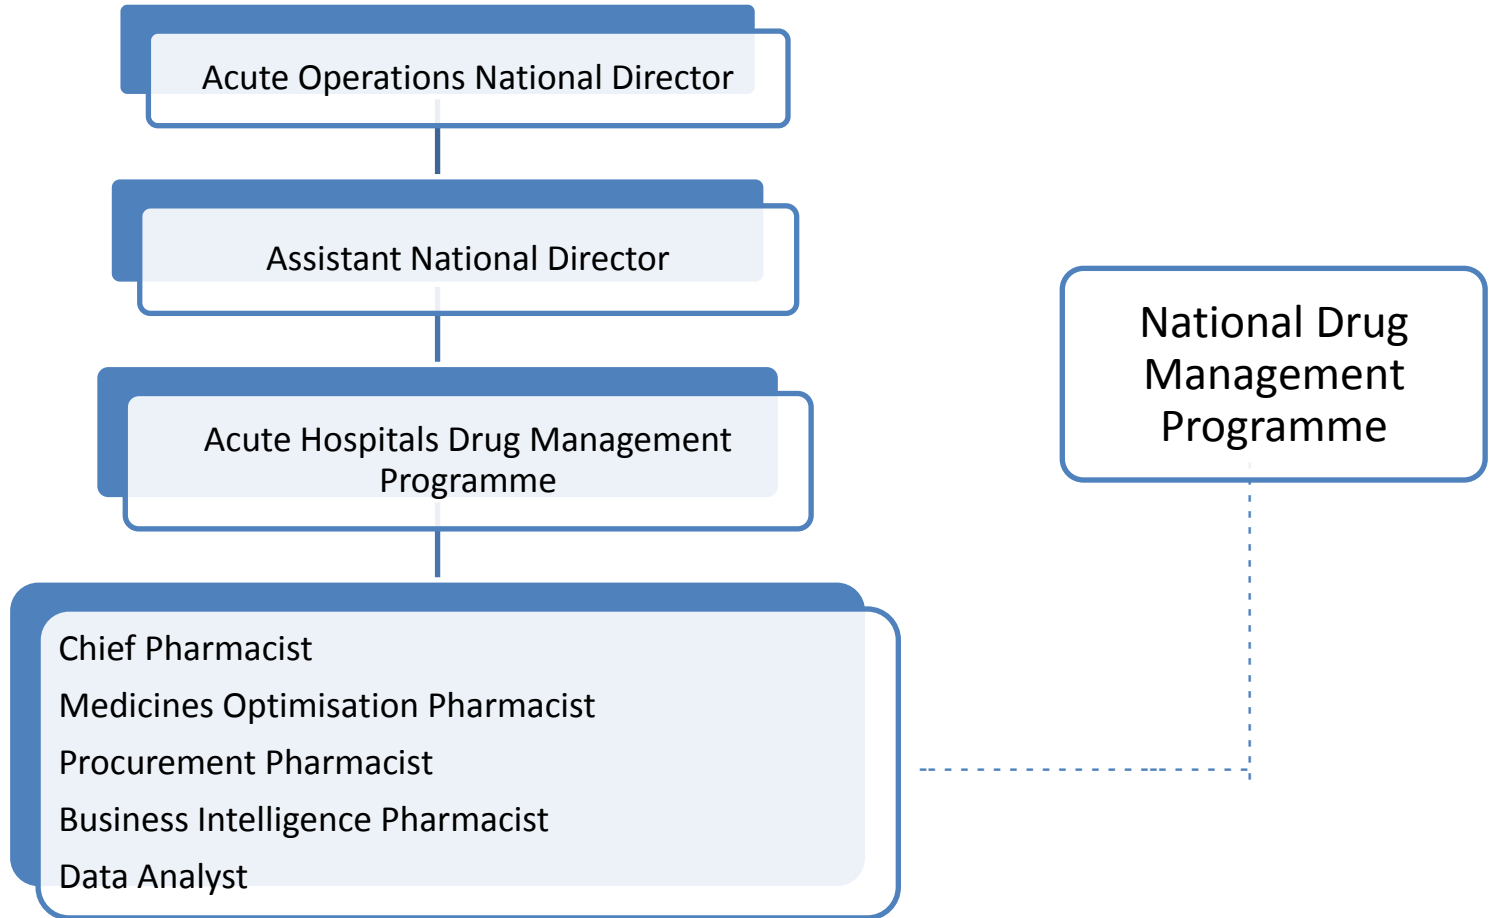 Acute Operations National Director
Assistant National Director
Acute Hospitals Drug Management
Programme
Chief Pharmacist
Medicines Optimisation Pharmacist
Procurement Pharmacist
Business Intelligence Pharmacist
Data Analyst
National Drug
Management
Programme